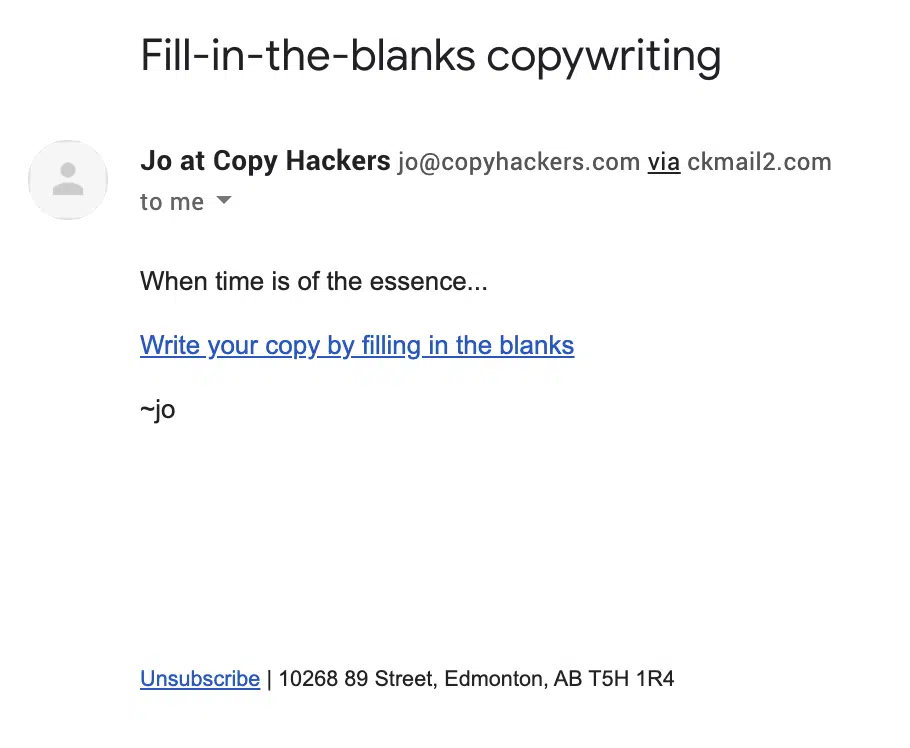 Fill-in-the-blanks copywriting
Jo at Copy Hackers jo@copyhackers.com via ckmail2.com
to me
When time is of the essence...
Write your copy by filling in the blanks
~jo
Unsubscribe | 10268 89 Street, Edmonton, AB T5H 1R4